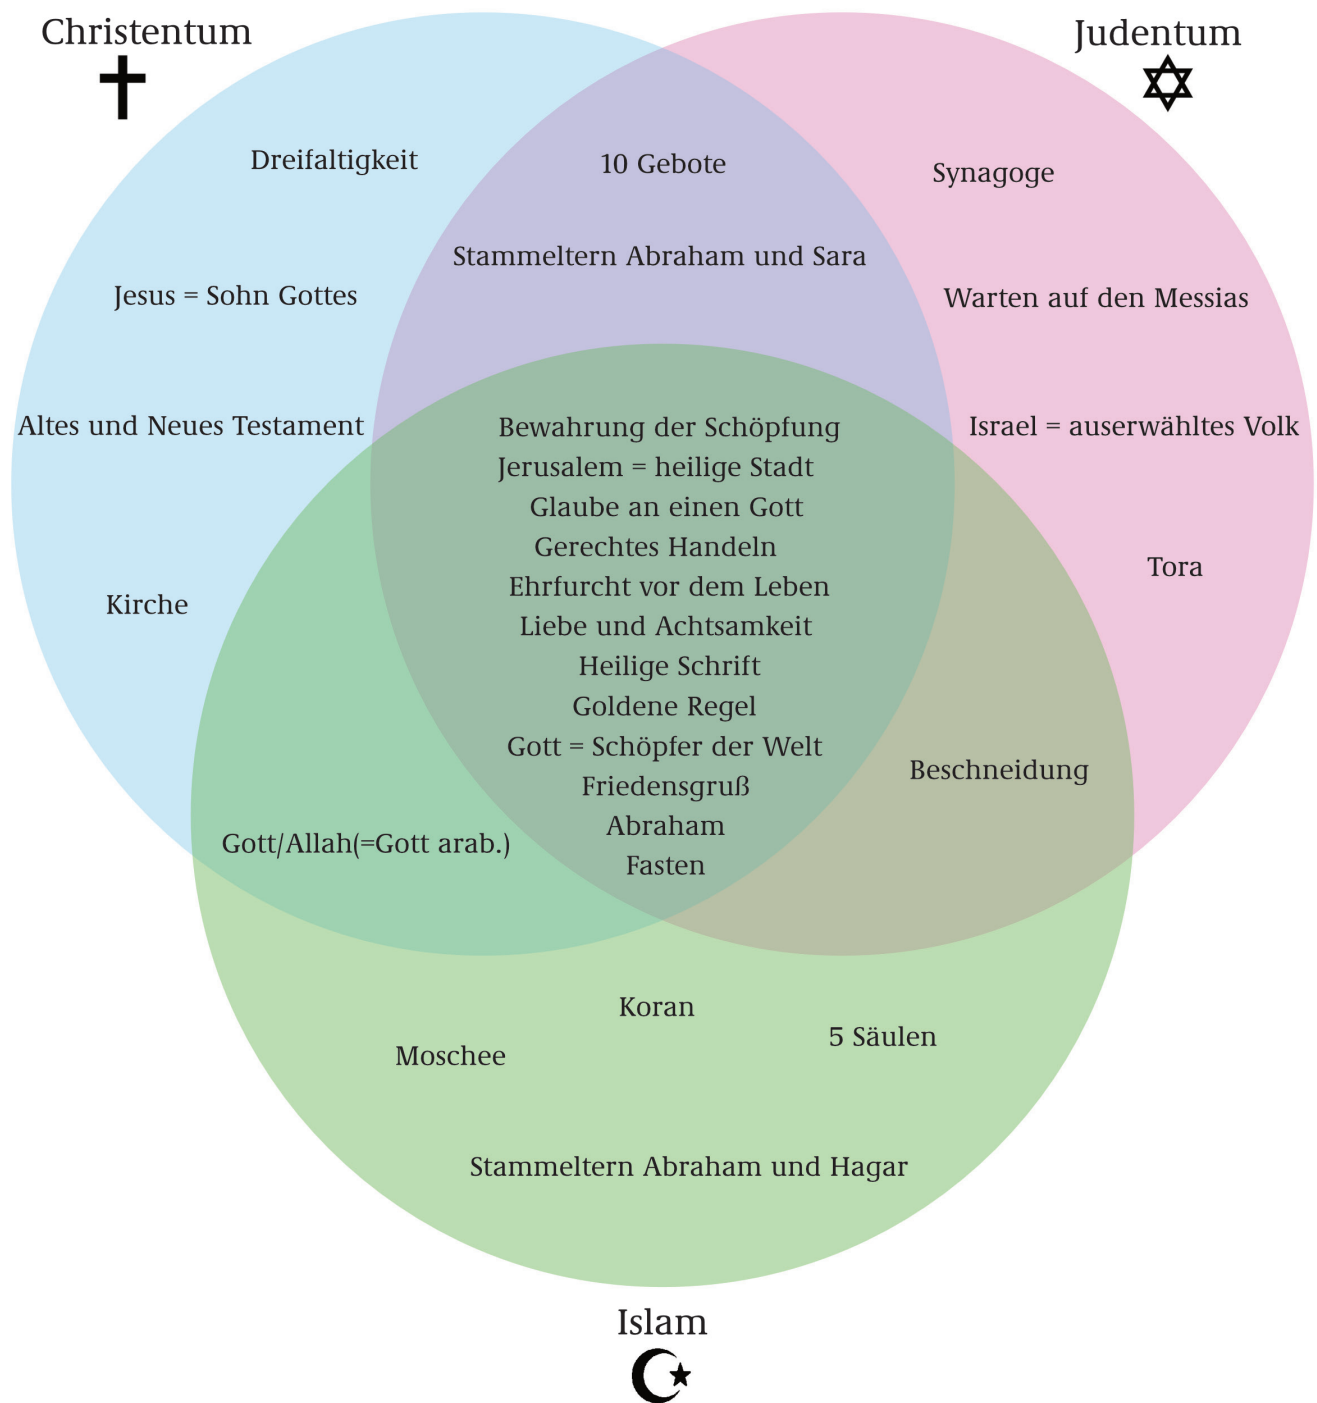 Christentum
Judentum
Dreifaltigkeit
10 Gebote
Synagoge
Stammeltern Abraham und Sara
Jesus = Sohn Gottes
Warten auf den Messias
Altes und Neues Testament
Bewahrung der Schöpfung
Israel = auserwähltes Volk
Jerusalem = heilige Stadt
Glaube an einen Gott
Gerechtes Handeln
Tora
Ehrfurcht vor dem Leben
Kirche
Liebe und Achtsamkeit
Heilige Schrift
Goldene Regel
Gott = Schöpfer der Welt
Beschneidung
Friedensgruß
Abraham
Gott/Allah(=Gott arab.)
Fasten
Koran
5 Säulen
Moschee
Stammeltern Abraham und Hagar
Islam